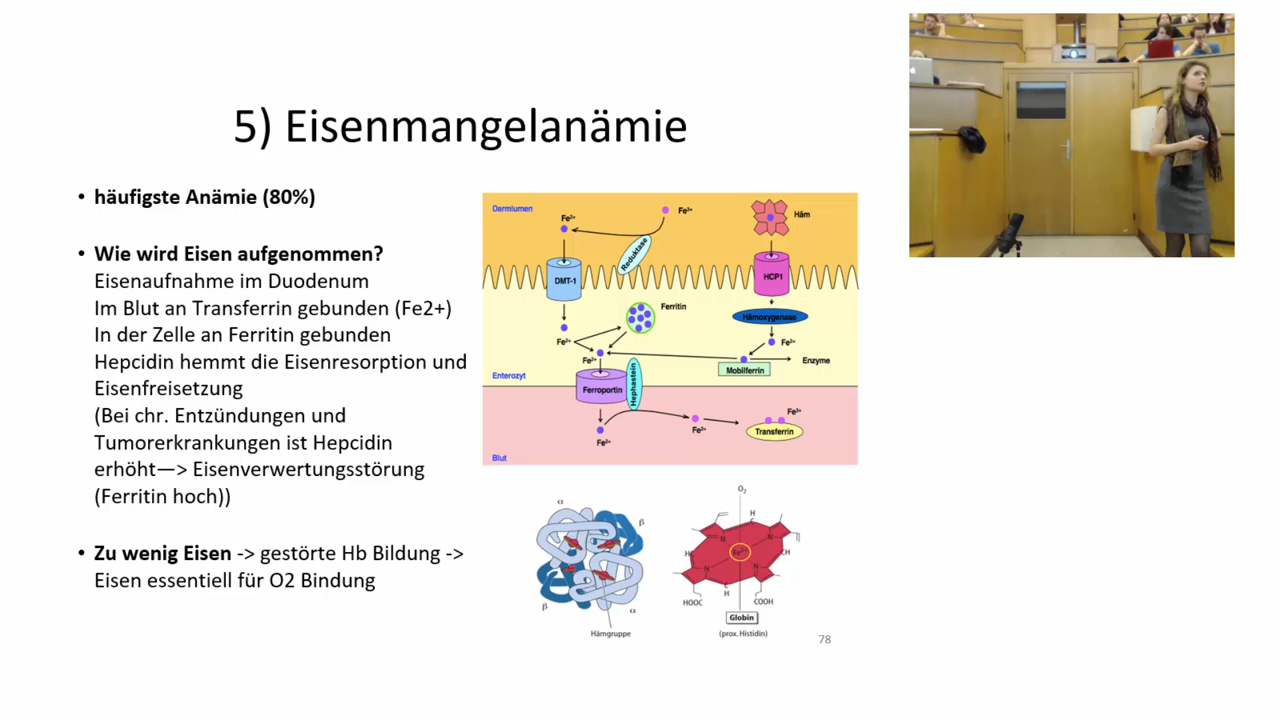 5) Eisenmangelanämie
• häufigste Anämie (80%)
• Wie wird Eisen aufgenommen?
Eisenaufnahme im Duodenum
Im Blut an Transferrin gebunden (Fe2+)
In der Zelle an Ferritin gebunden
Hepcidin hemmt die Eisenresorption und
Eisenfreisetzung
(Bei chr. Entzündungen und
Tumorerkrankungen ist Hepcidin
erhöht—> Eisenverwertungsstörung
(Ferritin hoch))
• Zu wenig Eisen -> gestörte Hb Bildung ->
Eisen essentiell für O2 Bindung
Darmlumen
Fe²⁺
Fe³⁺
Häm
Reduktase
DMT-1
HCP1
Ferritin
Hämoxygenase
Fe²⁺
Fe²⁺
Fe²⁺
Enzyme
Mobilferrin
Enterozyt
Ferroportin
Hephastein
Fe²⁺
Fe³⁺
Fe³⁺
Transferrin
Blut
α
β
β
α
Hämgruppe
O₂
H
C
N
N
HC
Fe²⁺
CH
N
N
C
H
HOOC
COOH
Globin
(prox. Histidin)
78